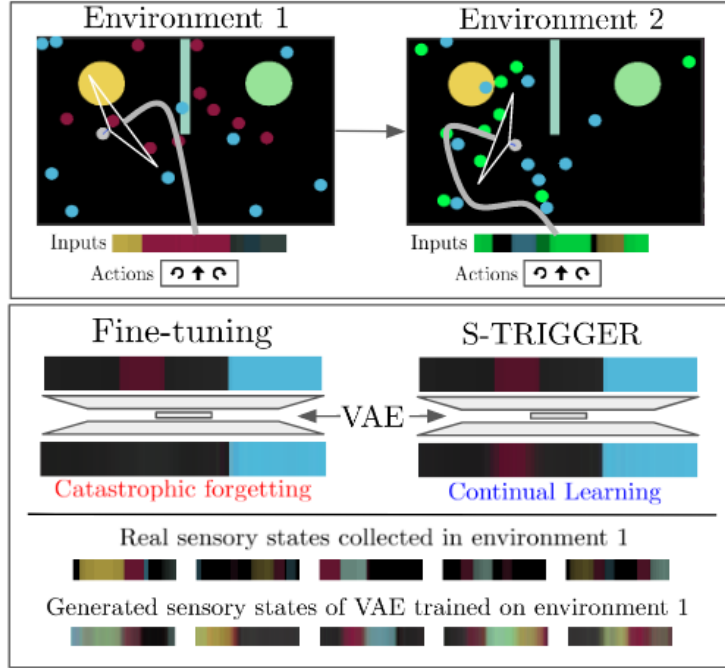 Environment 1
Environment 2
Inputs
Inputs
Actions
Actions
Fine-tuning
S-TRIGGER
VAE
Catastrophic forgetting
Continual Learning
Real sensory states collected in environment 1
Generated sensory states of VAE trained on environment 1